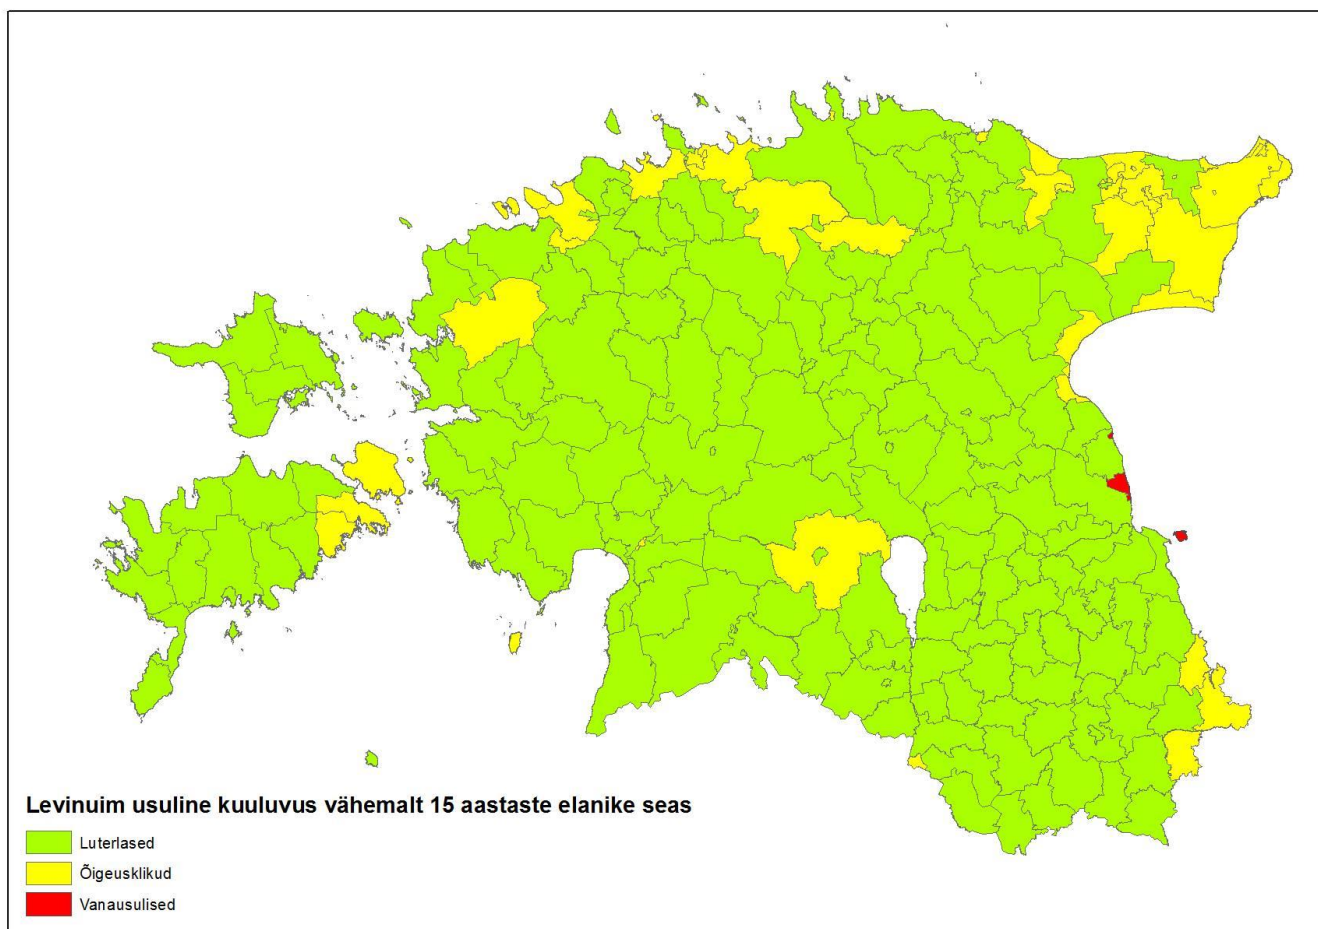 Levinuim usuline kuuluvus vähemalt 15 aastaste elanike seas
Luterlased
Õigeusklikud
Vanausulised